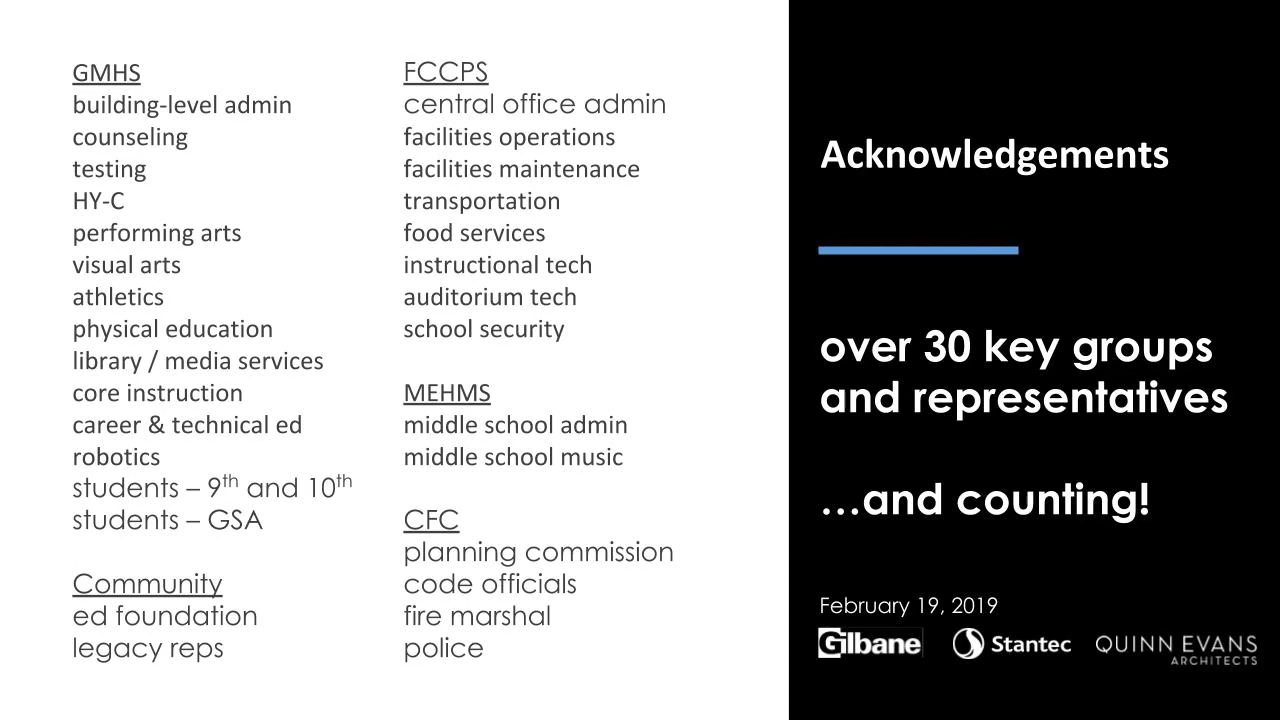 GMHS
building-level admin
counseling
testing
HY-C
performing arts
visual arts
athletics
physical education
library / media services
core instruction
career & technical ed
robotics
students – 9th and 10th
students – GSA
Community
ed foundation
legacy reps
FCCPS
central office admin
facilities operations
facilities maintenance
transportation
food services
instructional tech
auditorium tech
school security
MEHMS
middle school admin
middle school music
CFC
planning commission
code officials
fire marshal
police
Acknowledgements
over 30 key groups
and representatives
…and counting!
February 19, 2019
Gilbane
Stantec
QUINN EVANS
ARCHITECTS